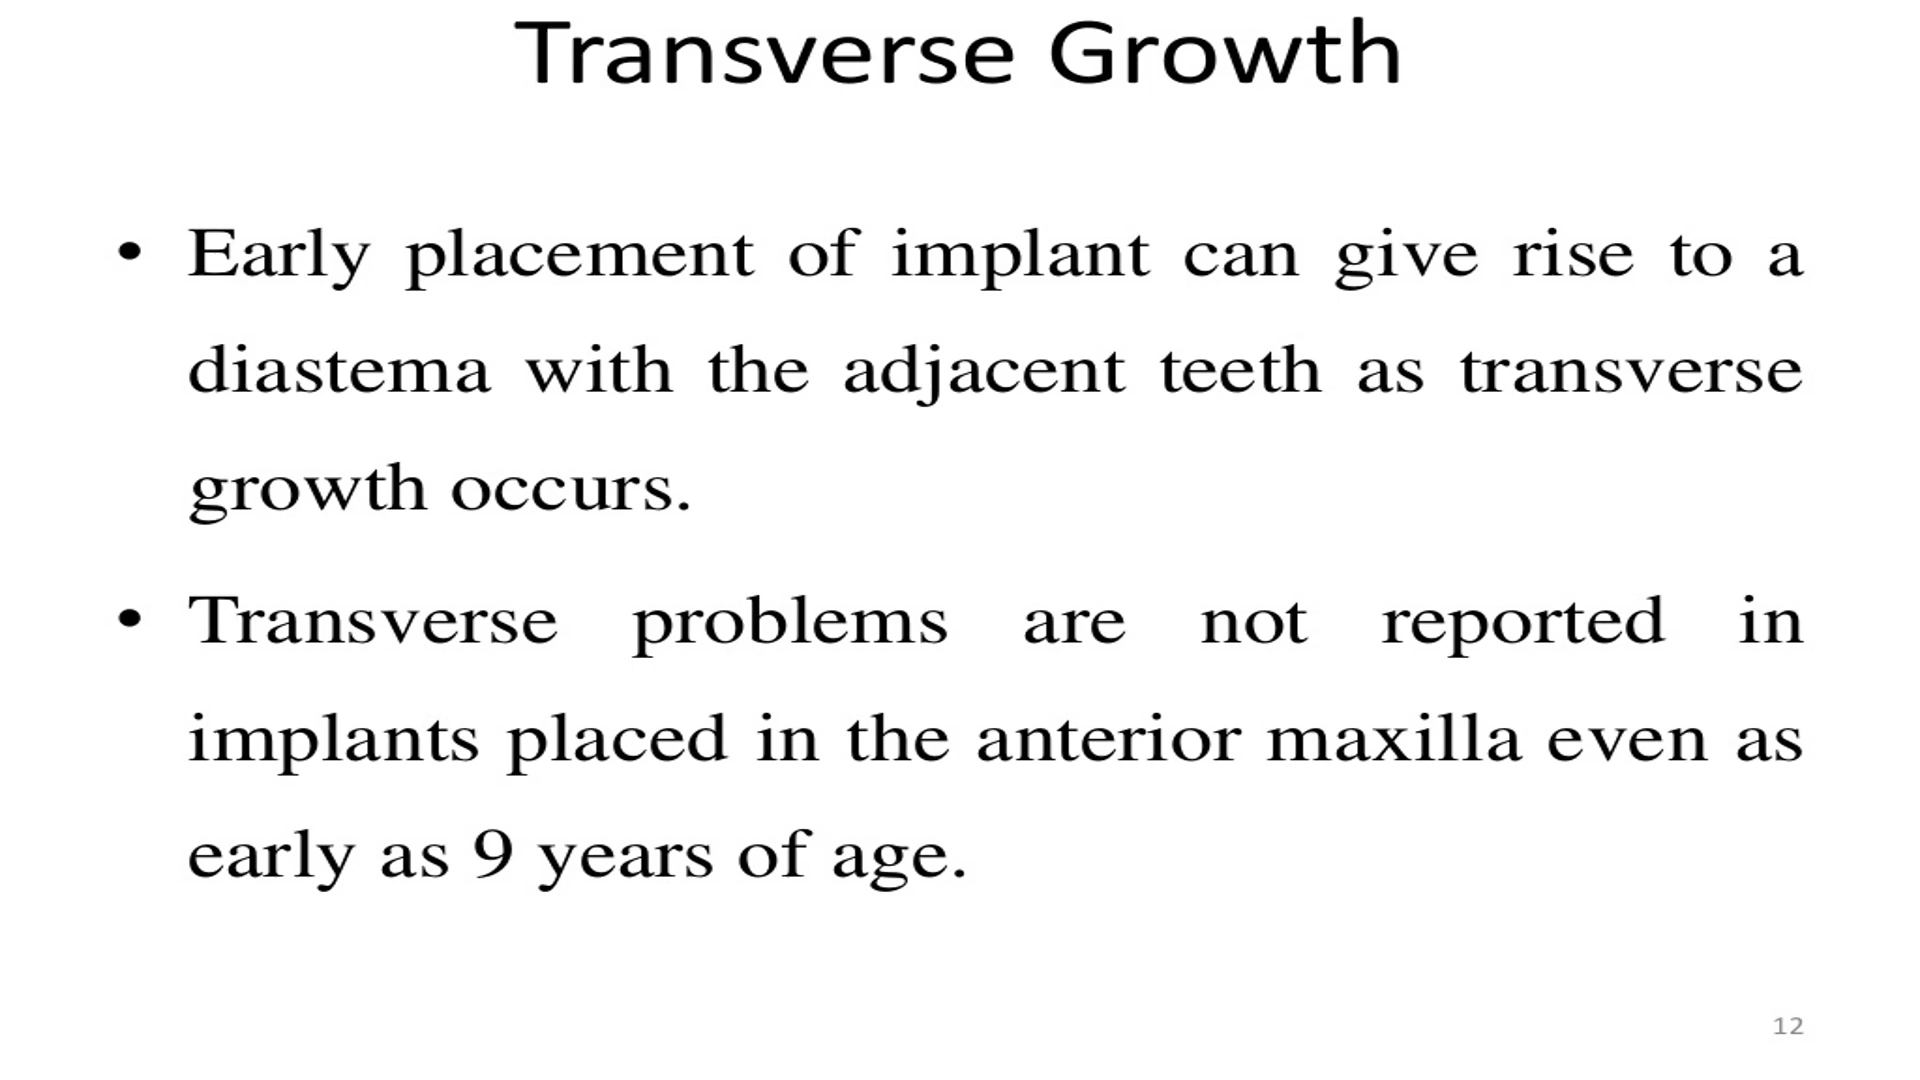 Transverse Growth
• Early placement of implant can give rise to a
diastema with the adjacent teeth as transverse
growth occurs.
• Transverse problems are not reported in
implants placed in the anterior maxilla even as
early as 9 years of age.
12